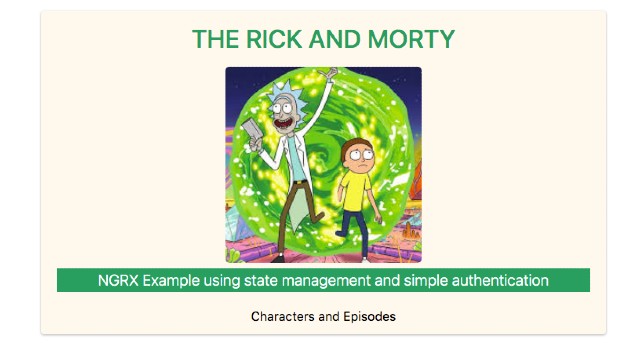 THE RICK AND MORTY
NGRX Example using state management and simple authentication
Characters and Episodes